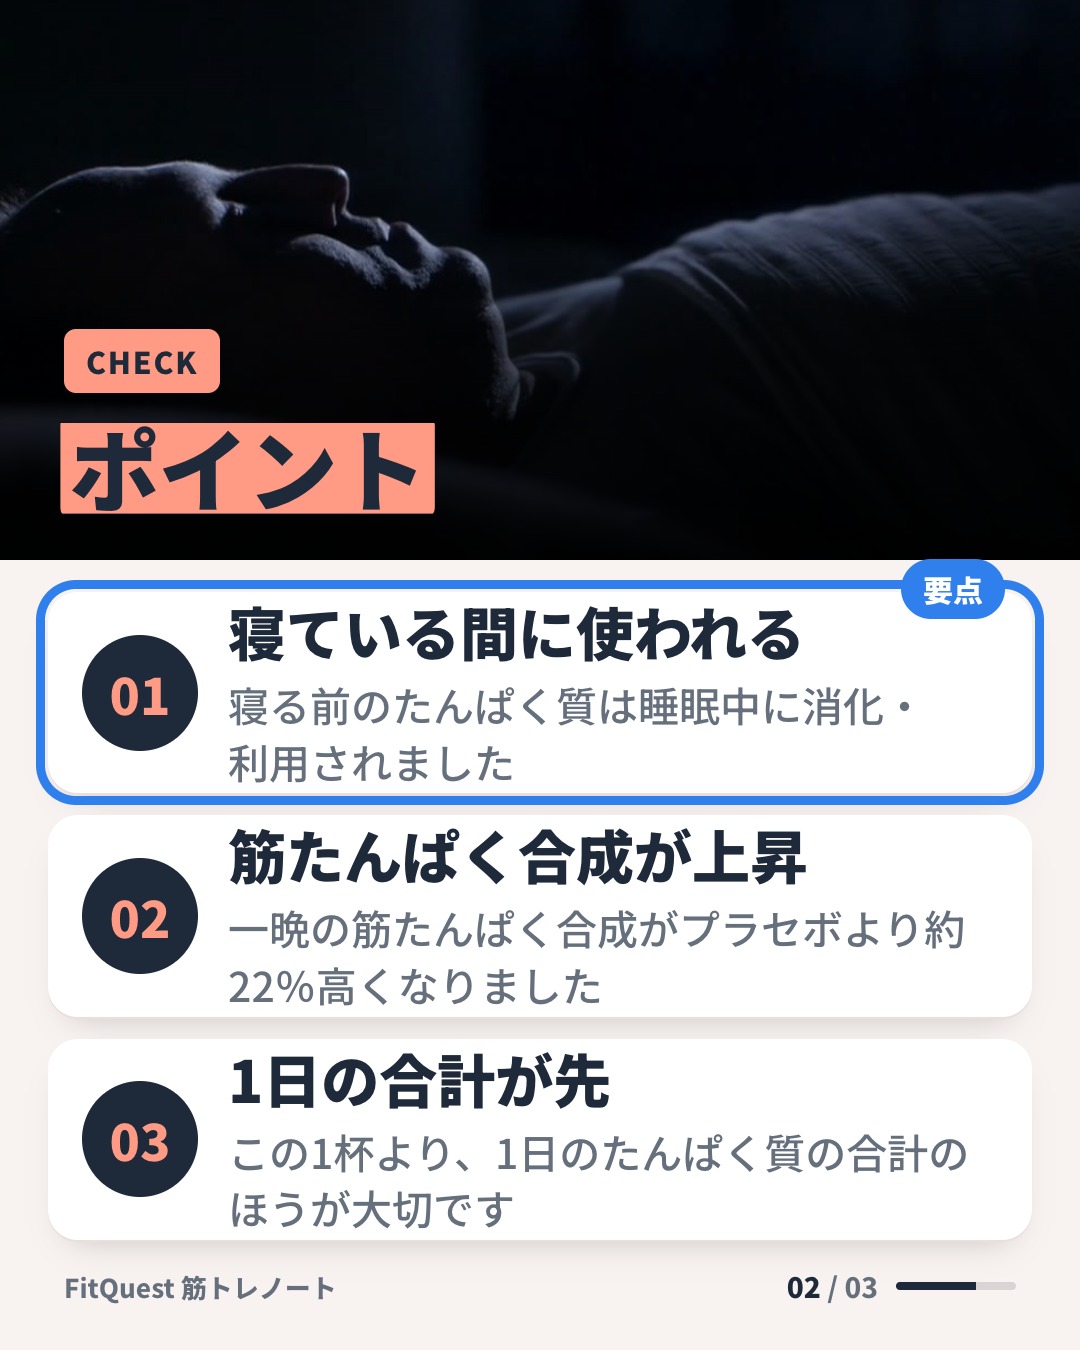 CHECK
ポイント
要点
01
寝ている間に使われる
寝る前のたんぱく質は睡眠中に消化・
利用されました
02
筋たんぱく合成が上昇
一晩の筋たんぱく合成がプラセボより約
22%高くなりました
03
1日の合計が先
この1杯より、1日のたんぱく質の合計の
ほうが大切です
FitQuest 筋トレノート
02 / 03